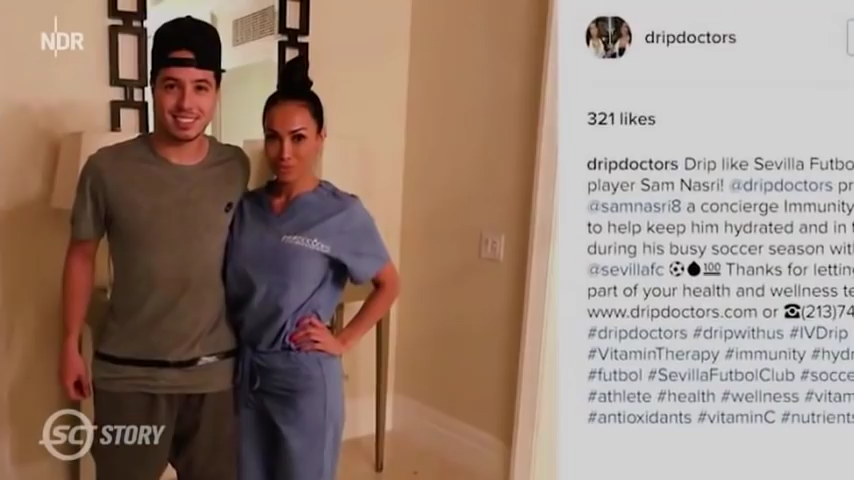 NDR
dripdoctors
321 likes
dripdoctors Drip like Sevilla Futbo
player Sam Nasri! @dripdoctors pr
@samnasri8 a concierge Immunity
to help keep him hydrated and in t
during his busy soccer season with
@sevillafc ⚽💧💯 Thanks for letting
part of your health and wellness te
www.dripdoctors.com or ☎(213)74
#dripdoctors #dripwithus #IVDrip
#VitaminTherapy #immunity #hydr
#futbol #SevillaFutbolClub #socce
#athlete #health #wellness #vitam
#antioxidants #vitaminC #nutrients
SCT STORY